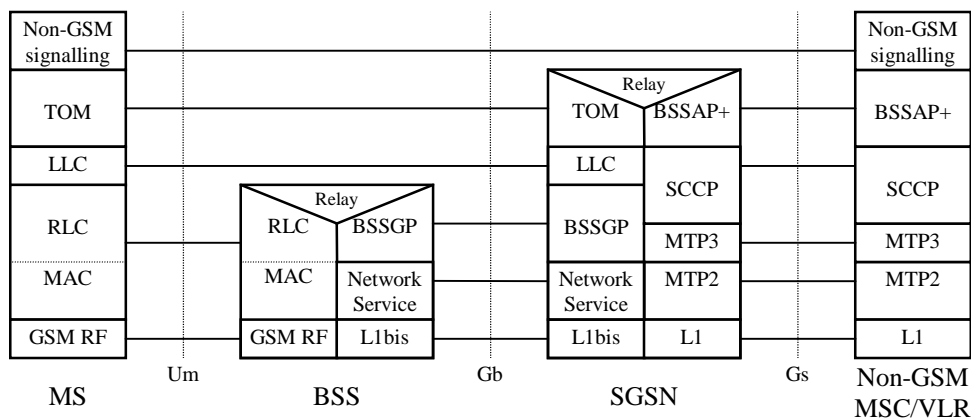 Non-GSM
signalling
Non-GSM
signalling
Relay
TOM
TOM
BSSAP+
BSSAP+
LLC
LLC
SCCP
SCCP
Relay
RLC
RLC
BSSGP
BSSGP
MTP3
MTP3
MAC
MAC
Network
Service
Network
Service
MTP2
MTP2
GSM RF
GSM RF
L1bis
L1bis
L1
L1
Um
Gb
Gs
MS
BSS
SGSN
Non-GSM
MSC/VLR